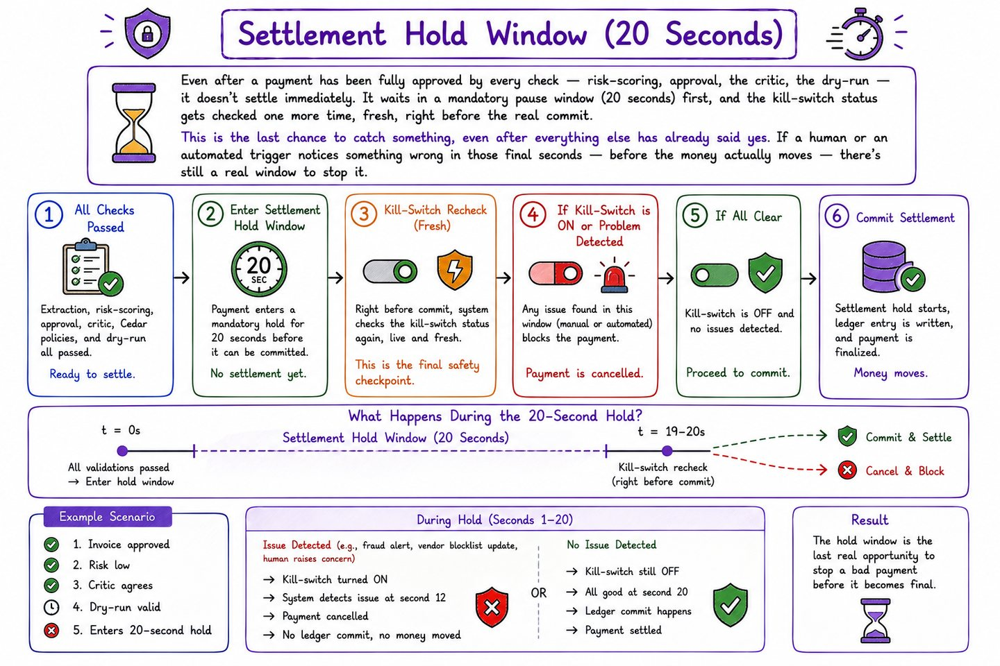 Settlement Hold Window (20 Seconds)
Even after a payment has been fully approved by every check — risk-scoring, approval, the critic, the dry-run —
it doesn't settle immediately. It waits in a mandatory pause window (20 seconds) first, and the kill-switch status
gets checked one more time, fresh, right before the real commit.
This is the last chance to catch something, even after everything else has already said yes. If a human or an
automated trigger notices something wrong in those final seconds — before the money actually moves — there's
still a real window to stop it.
1
All Checks
Passed
Extraction, risk-scoring,
approval, critic, Cedar
policies, and dry-run
all passed.
Ready to settle.
2
Enter Settlement
Hold Window
20
SEC
Payment enters a
mandatory hold for
20 seconds before
it can be committed.
No settlement yet.
3
Kill-Switch Recheck
(Fresh)
Right before commit, system
checks the kill-switch status
again, live and fresh.
This is the final safety
checkpoint.
4
If Kill-Switch is
ON or Problem
Detected
Any issue found in this
window (manual or automated)
blocks the payment.
Payment is cancelled.
5
If All Clear
Kill-switch is OFF and
no issues detected.
Proceed to commit.
6
Commit Settlement
Settlement hold starts,
ledger entry is written,
and payment is
finalized.
Money moves.
What Happens During the 20-Second Hold?
t = 0s
All validations passed
→ Enter hold window
Settlement Hold Window (20 Seconds)
t = 19-20s
Kill-switch recheck
(right before commit)
Commit & Settle
Cancel & Block
Example Scenario
1. Invoice approved
2. Risk low
3. Critic agrees
4. Dry-run valid
5. Enters 20-second hold
During Hold (Seconds 1-20)
Issue Detected (e.g., fraud alert, vendor blocklist update,
human raises concern)
→ Kill-switch turned ON
→ System detects issue at second 12
→ Payment cancelled
→ No ledger commit, no money moved
OR
No Issue Detected
→ Kill-switch still OFF
→ All good at second 20
→ Ledger commit happens
→ Payment settled
Result
The hold window is the
last real opportunity to
stop a bad payment
before it becomes final.